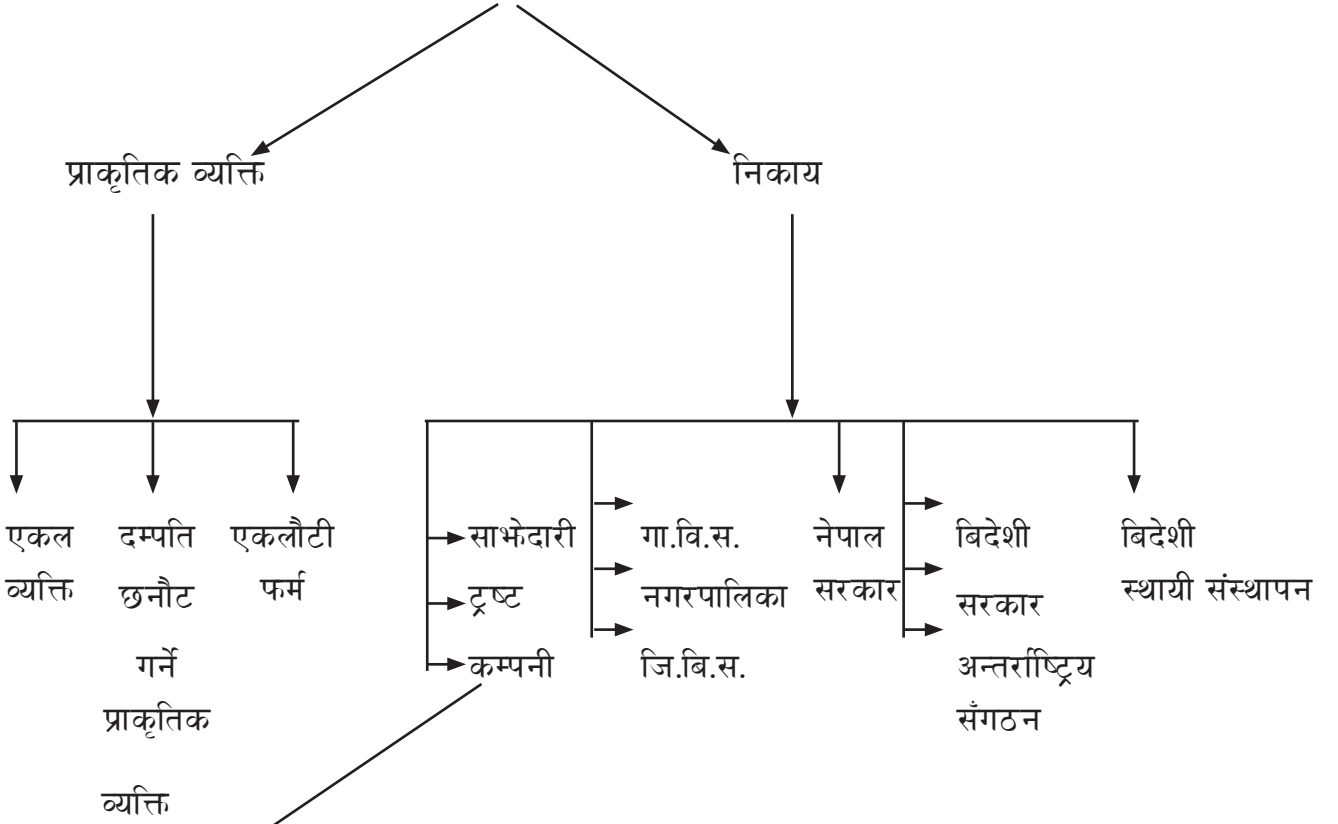 प्राकृतिक व्यक्ति
निकाय
एकल
व्यक्ति
दम्पति
छनौट
गर्ने
प्राकृतिक
व्यक्ति
एकलौटी
फर्म
साझेदारी
ट्रष्ट
कम्पनी
गा.वि.स.
नगरपालिका
जि.बि.स.
नेपाल
सरकार
बिदेशी
सरकार
अन्तर्राष्ट्रिय
सँगठन
बिदेशी
स्थायी संस्थापन